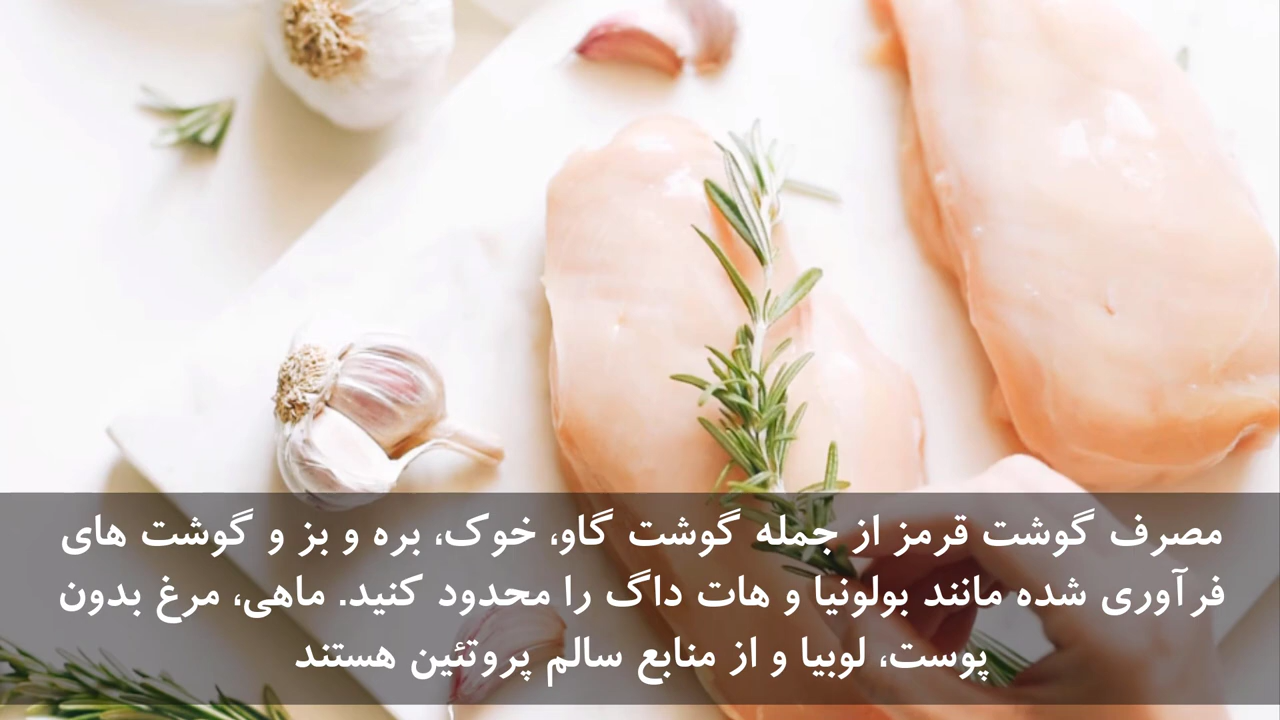 مصرف گوشت قرمز از جمله گوشت گاو، خوک، بره و بز و گوشت های
فرآوری شده مانند بولونیا و هات داگ را محدود کنید. ماهی، مرغ بدون
پوست، لوبیا و از منابع سالم پروتئین هستند